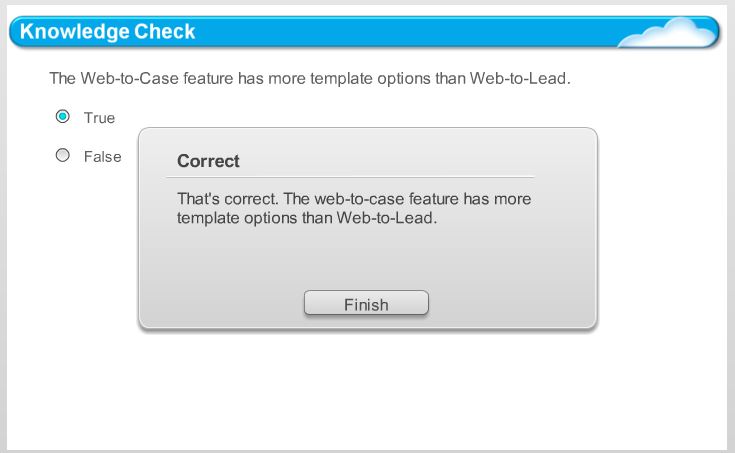 Knowledge Check
The Web-to-Case feature has more template options than Web-to-Lead.
True
False
Correct
That's correct. The web-to-case feature has more
template options than Web-to-Lead.
Finish